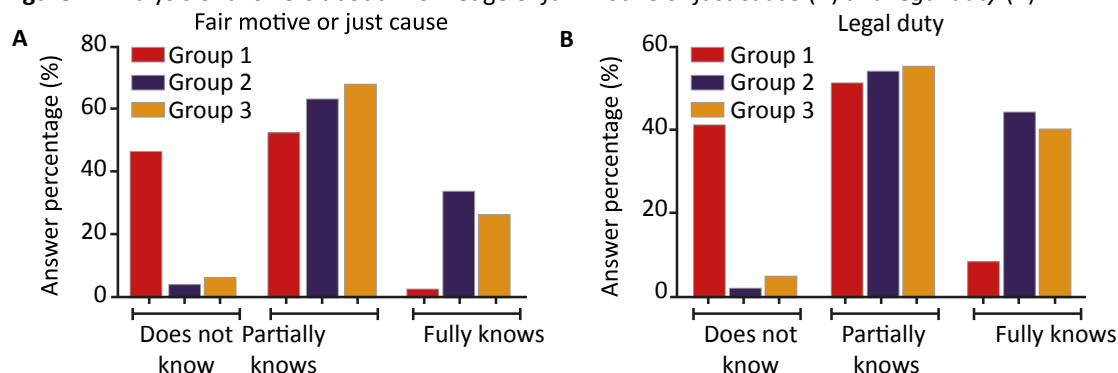 Fair motive or just cause
A
80
60
40
20
0
Answer percentage (%)
Group 1
Group 2
Group 3
Does not know
Partially knows
Fully knows
Legal duty
B
60
40
20
0
Answer percentage (%)
Group 1
Group 2
Group 3
Does not know
Partially knows
Fully knows